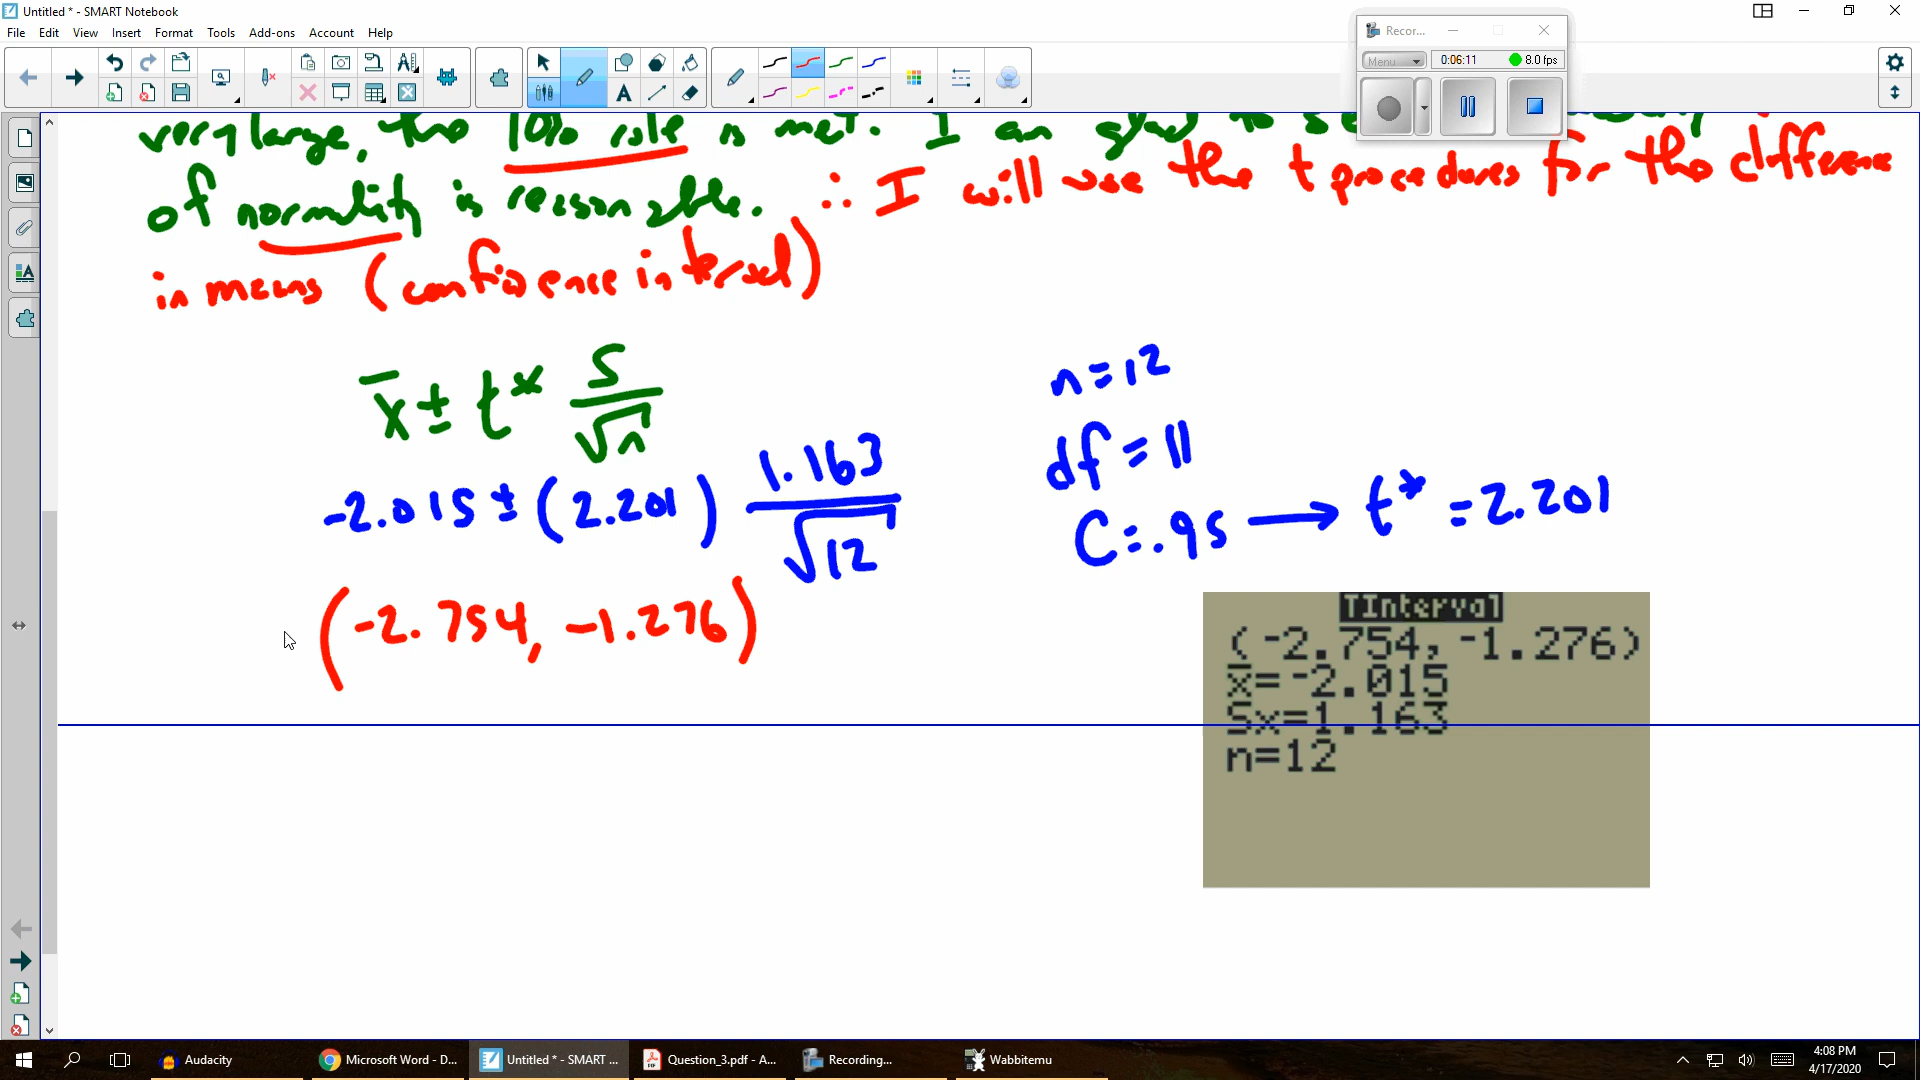 Untitled * - SMART Notebook
File Edit View Insert Format Tools Add-ons Account Help
Recor...
Menu 0:06:11 8.0 fps
very large, the 10% rule is met. I am glad to
of normality is reasonable. ∴ I will use the t procedures for the difference
in means (confidence interval)
x̄ ± t* s/√n
n = 12
df = 11
-2.015 ± (2.201) 1.163/√12
C = .95 → t* = 2.201
(-2.754, -1.276)
TInterval
(-2.754, -1.276)
x̄=-2.015
Sx=1.163
n=12
Audacity
Microsoft Word - D...
Untitled * - SMART ...
Question_3.pdf - A...
Recording...
Wabbitemu
4:08 PM
4/17/2020